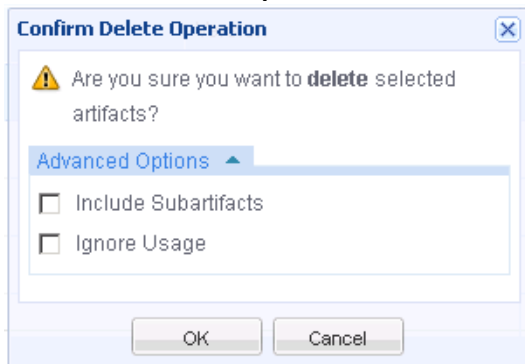 Confirm Delete Operation
Are you sure you want to delete selected
artifacts?
Advanced Options
Include Subartifacts
Ignore Usage
OK Cancel